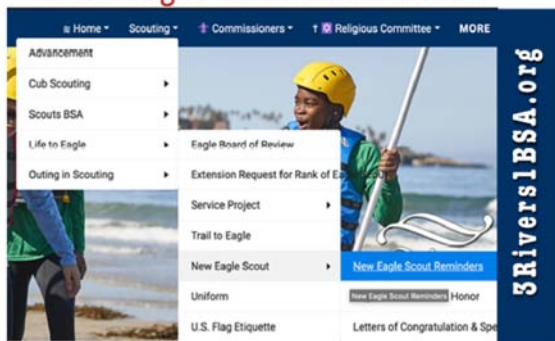 Home Scouting Commissioners Religious Committee MORE
Advancement
Cub Scouting
Scouts BSA
Life to Eagle
Outing in Scouting
Eagle Board of Review
Extension Request for Rank of Eagle Scout
Service Project
Trail to Eagle
New Eagle Scout
Uniform
U.S. Flag Etiquette
New Eagle Scout Reminders
New Eagle Scout Reminders Honor
Letters of Congratulation & Spe
3Rivers1BSA.org